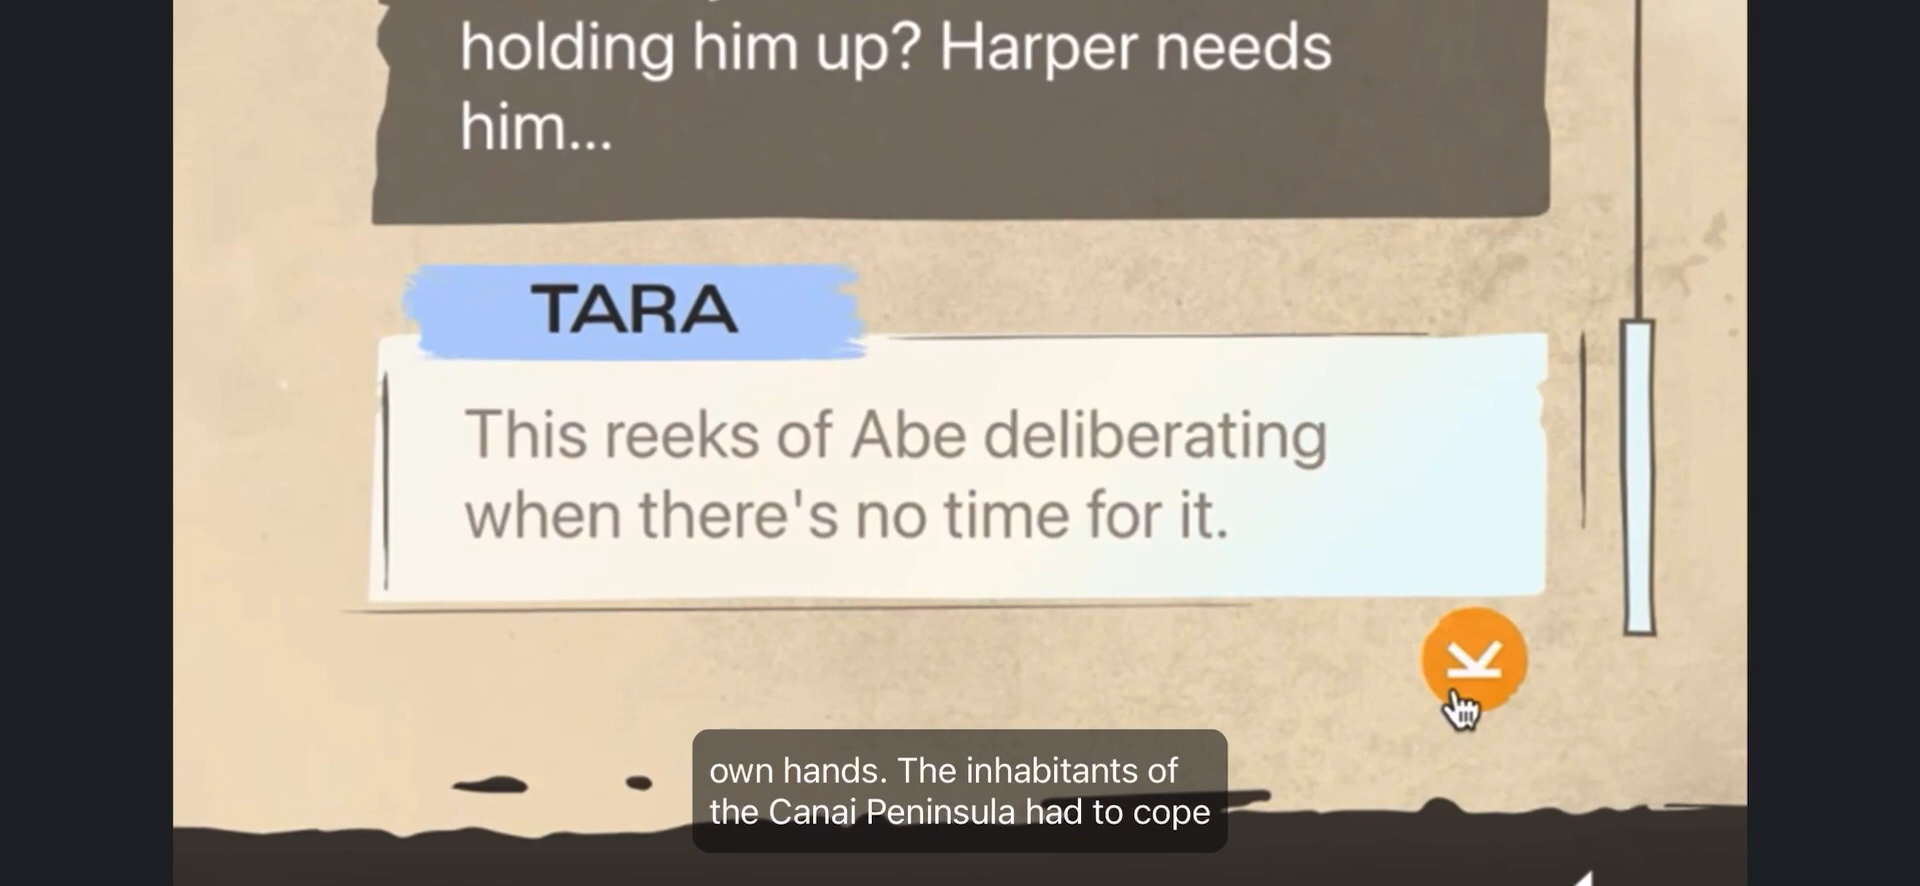 holding him up? Harper needs
him...
TARA
This reeks of Abe deliberating
when there's no time for it.
own hands. The inhabitants of
the Canai Peninsula had to cope